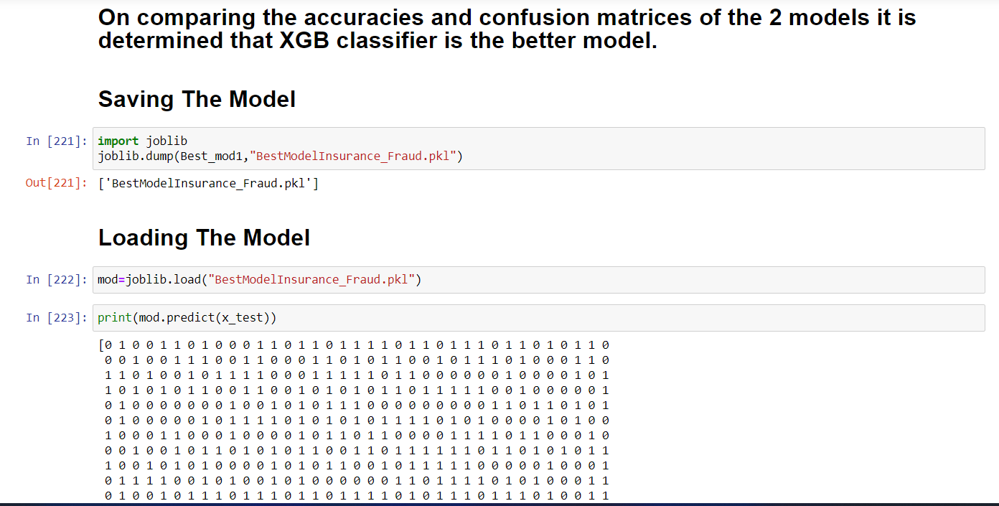 On comparing the accuracies and confusion matrices of the 2 models it is
determined that XGB classifier is the better model.
Saving The Model
In [221]: import joblib
joblib.dump(Best_mod1,"BestModelInsurance_Fraud.pkl")
Out[221]: ['BestModelInsurance_Fraud.pkl']
Loading The Model
In [222]: mod=joblib.load("BestModelInsurance_Fraud.pkl")
In [223]: print(mod.predict(x_test))
[0 1 0 0 1 1 0 1 0 0 0 1 1 0 1 1 0 1 1 1 1 0 1 1 0 1 1 1 0 1 1 0 1 0 1 1 0
0 0 1 0 0 1 1 1 0 0 1 1 0 0 0 1 1 0 1 0 1 1 0 0 1 0 1 1 1 0 1 0 0 0 1 1 0
1 1 0 1 0 0 1 0 1 1 1 1 0 0 0 1 1 1 1 1 0 1 1 0 0 0 0 0 0 1 0 0 0 0 1 0 1
1 0 1 0 1 0 1 1 0 0 1 1 0 0 1 0 1 0 1 0 1 1 0 1 1 1 1 1 0 0 1 0 0 0 0 0 1
0 1 0 0 0 0 0 0 0 1 0 0 1 0 1 0 1 1 1 0 0 0 0 0 0 0 0 0 1 1 0 1 1 0 1 0 1
0 1 0 0 0 0 0 1 0 1 1 1 1 0 1 0 1 0 1 0 1 1 1 1 0 1 0 1 0 0 0 0 1 0 1 0 0
1 0 0 0 1 1 0 0 0 1 0 0 0 0 1 0 1 1 0 1 1 0 0 0 0 1 1 1 1 0 1 1 0 0 0 1 0
0 0 1 0 0 1 0 1 1 0 1 0 1 0 1 1 0 0 1 1 0 1 1 1 1 1 1 0 1 1 0 1 0 1 0 1 1
1 0 0 1 0 1 0 1 0 0 0 0 1 0 1 0 1 1 0 0 1 0 1 1 1 1 1 0 0 0 0 0 1 0 0 0 1
0 1 1 1 1 0 0 1 0 1 0 0 1 0 1 0 0 0 0 0 0 1 1 0 1 1 1 1 0 1 0 1 0 0 0 1 1
0 1 0 0 1 0 1 1 1 0 1 1 1 0 1 1 0 1 1 1 1 0 1 0 1 1 1 0 1 1 1 0 1 0 0 1 1